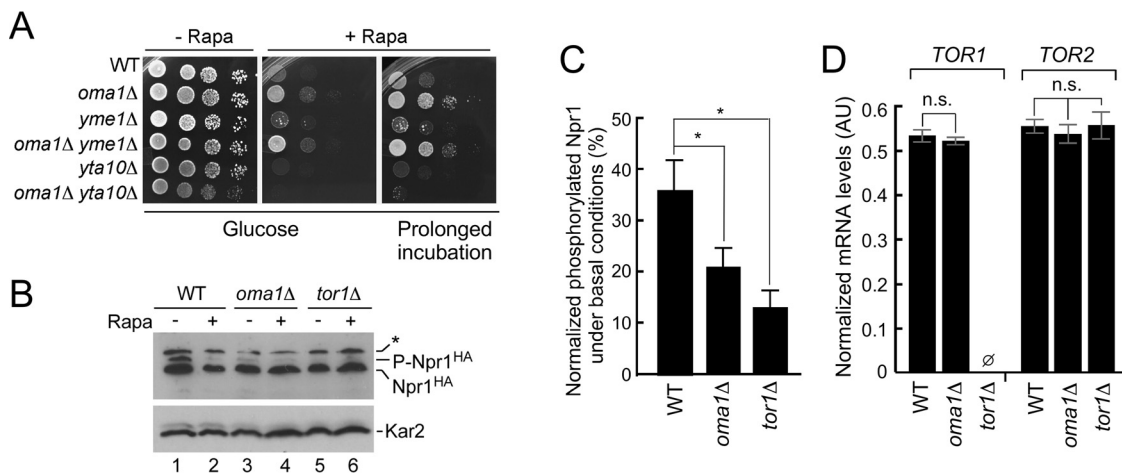 A
- Rapa
+ Rapa
WT
oma1Δ
yme1Δ
oma1Δ yme1Δ
yta10Δ
oma1Δ yta10Δ
Glucose
Prolonged
incubation
B
WT
oma1Δ
tor1Δ
Rapa
- + - + - +
*
P-Npr1HA
Npr1HA
Kar2
1 2 3 4 5 6
C
Normalized phosphorylated Npr1
under basal conditions (%)
50
40
30
20
10
0
*
*
WT
oma1Δ
tor1Δ
D
TOR1
TOR2
n.s.
n.s.
Normalized mRNA levels (AU)
0.6
0.5
0.4
0.3
0.2
0.1
0
∅
WT
oma1Δ
tor1Δ
WT
oma1Δ
tor1Δ